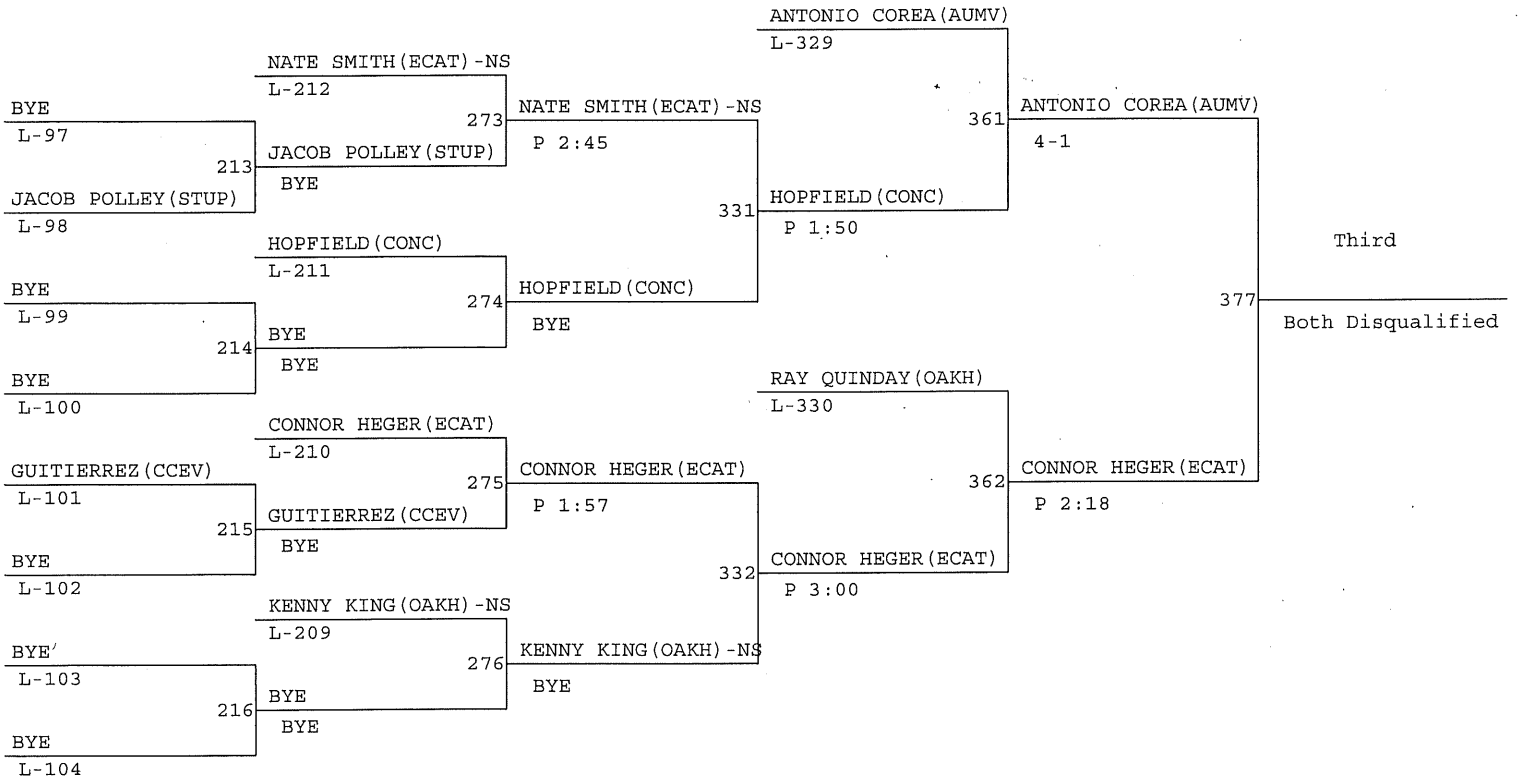 ANTONIO COREA(AUMV)
L-329
NATE SMITH(ECAT)-NS
L-212
BYE
L-97
273
NATE SMITH(ECAT)-NS
P 2:45
361
ANTONIO COREA(AUMV)
4-1
213
JACOB POLLEY(STUP)
BYE
JACOB POLLEY(STUP)
L-98
331
HOPFIELD(CONC)
P 1:50
HOPFIELD(CONC)
L-211
Third
BYE
L-99
274
HOPFIELD(CONC)
BYE
377
Both Disqualified
214
BYE
BYE
BYE
L-100
RAY QUINDAY(OAKH)
L-330
CONNOR HEGER(ECAT)
L-210
GUITIERREZ(CCEV)
L-101
275
CONNOR HEGER(ECAT)
P 1:57
362
CONNOR HEGER(ECAT)
P 2:18
215
GUITIERREZ(CCEV)
BYE
BYE
L-102
332
CONNOR HEGER(ECAT)
P 3:00
KENNY KING(OAKH)-NS
L-209
BYE
L-103
276
KENNY KING(OAKH)-NS
BYE
216
BYE
BYE
BYE
L-104